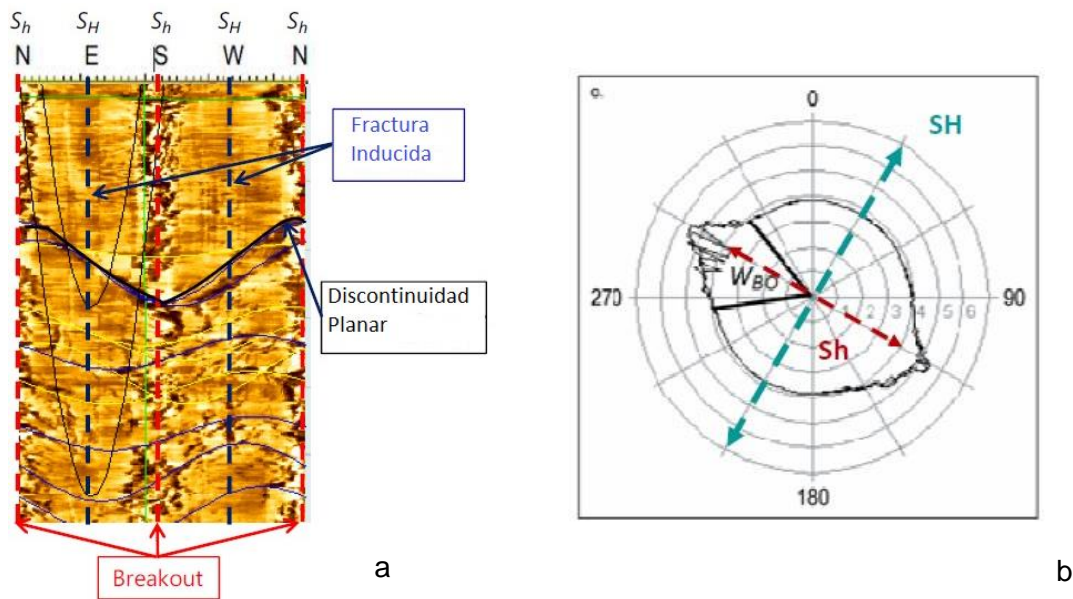 Sh SH Sh SH Sh
N E S W N
Fractura
Inducida
Discontinuidad
Planar
Breakout
a
0
SH
WBO
270
1 2 3 4 5 6
90
Sh
180
b